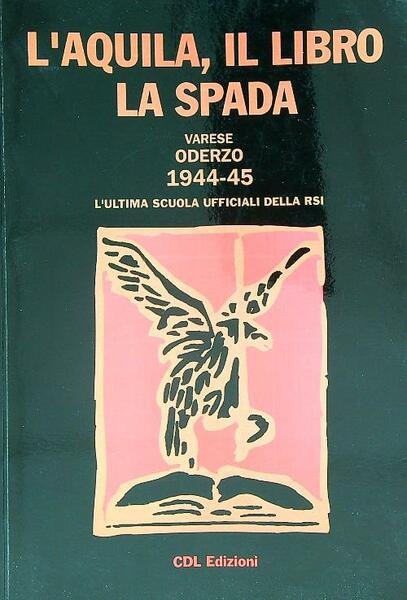 L'AQUILA, IL LIBRO
LA SPADA
VARESE
ODERZO
1944-45
L'ULTIMA SCUOLA UFFICIALI DELLA RSI
CDL Edizioni